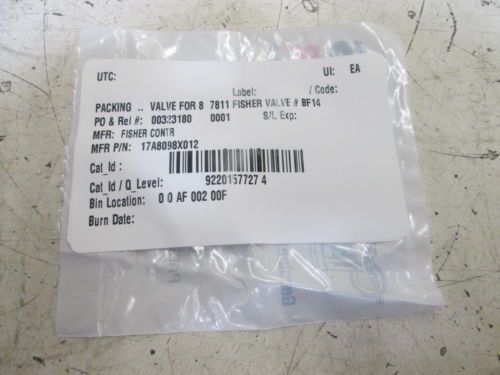 UTC: UI: EA
Label: / Code:
PACKING .. VALVE FOR 8 7811 FISHER VALVE # BF14
PO & Rel #: 00323180 0001 S/L Exp:
MFR: FISHER CONTR
MFR P/N: 17A8098X012
Cat_Id :
Cat_Id / Q_Level: 9220157727 4
Bin Location: 0 0 AF 002 00F
Burn Date: